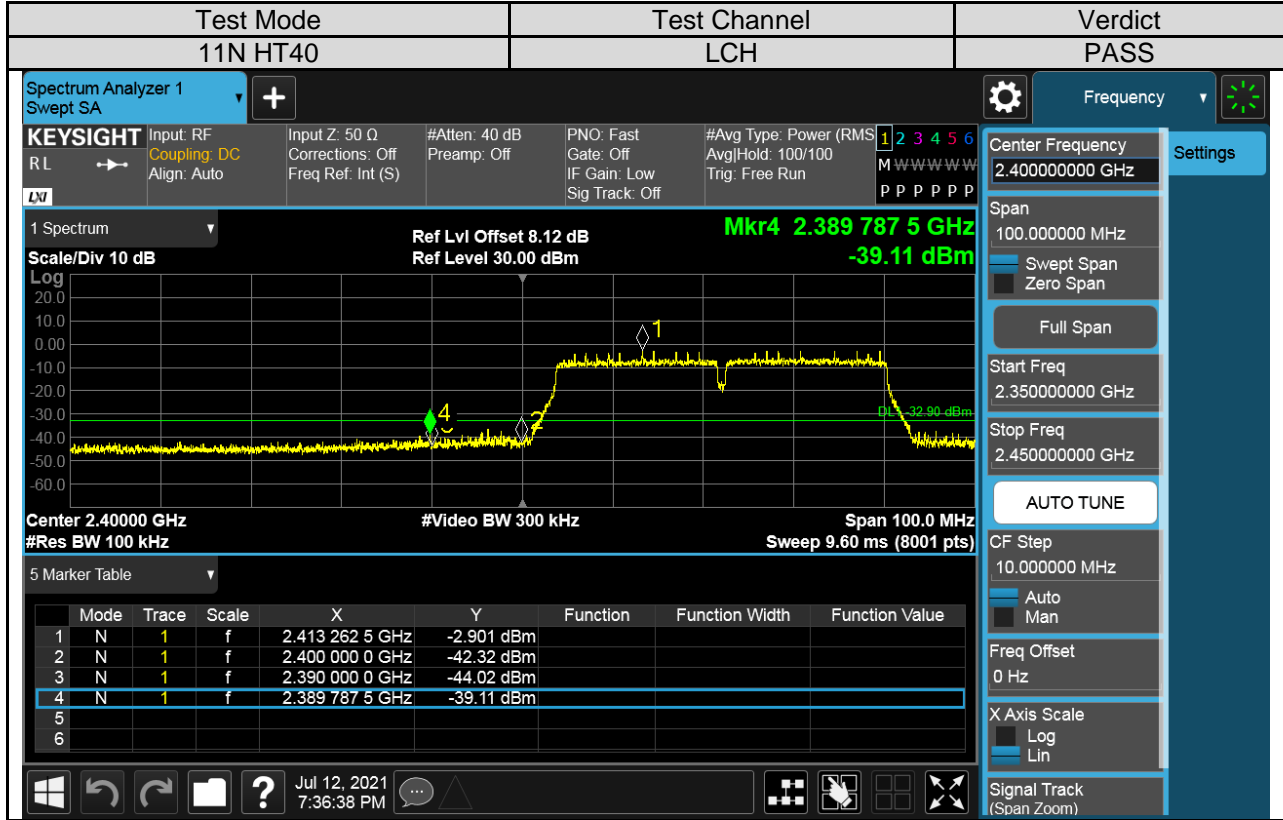 Test Mode Test Channel Verdict
11N HT40 LCH PASS
Spectrum Analyzer 1
Swept SA
Frequency
KEYSIGHT Input: RF Input Z: 50 Ω #Atten: 40 dB PNO: Fast #Avg Type: Power (RMS 1 2 3 4 5 6
RL Coupling: DC Corrections: Off Preamp: Off Gate: Off Avg|Hold: 100/100 M W W W W W
Align: Auto Freq Ref: Int (S) IF Gain: Low Trig: Free Run
LXI Sig Track: Off P P P P P P
1 Spectrum
Ref Lvl Offset 8.12 dB
Mkr4 2.389 787 5 GHz
Scale/Div 10 dB Ref Level 30.00 dBm -39.11 dBm
Log
20.0
10.0
0.00
-10.0
-20.0
-30.0
-40.0
-50.0
-60.0
1
4
2
DL1 -32.90 dBm
Center 2.40000 GHz #Video BW 300 kHz Span 100.0 MHz
#Res BW 100 kHz Sweep 9.60 ms (8001 pts)
5 Marker Table
Mode Trace Scale X Y Function Function Width Function Value
1 N 1 f 2.413 262 5 GHz -2.901 dBm
2 N 1 f 2.400 000 0 GHz -42.32 dBm
3 N 1 f 2.390 000 0 GHz -44.02 dBm
4 N 1 f 2.389 787 5 GHz -39.11 dBm
5
6
Jul 12, 2021
7:36:38 PM
Center Frequency
2.400000000 GHz
Settings
Span
100.000000 MHz
Swept Span
Zero Span
Full Span
Start Freq
2.350000000 GHz
Stop Freq
2.450000000 GHz
AUTO TUNE
CF Step
10.000000 MHz
Auto
Man
Freq Offset
0 Hz
X Axis Scale
Log
Lin
Signal Track
(Span Zoom)